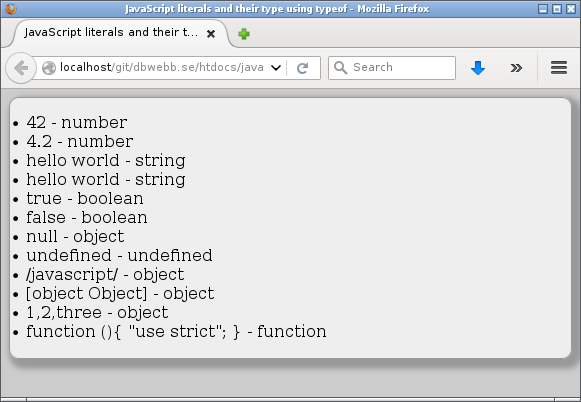 JavaScript literals and their type using typeof - Mozilla Firefox
JavaScript literals and their t...
localhost/git/dbwebb.se/htdocs/java
Search
• 42 - number
• 4.2 - number
• hello world - string
• hello world - string
• true - boolean
• false - boolean
• null - object
• undefined - undefined
• /javascript/ - object
• [object Object] - object
• 1,2,three - object
• function (){ "use strict"; } - function